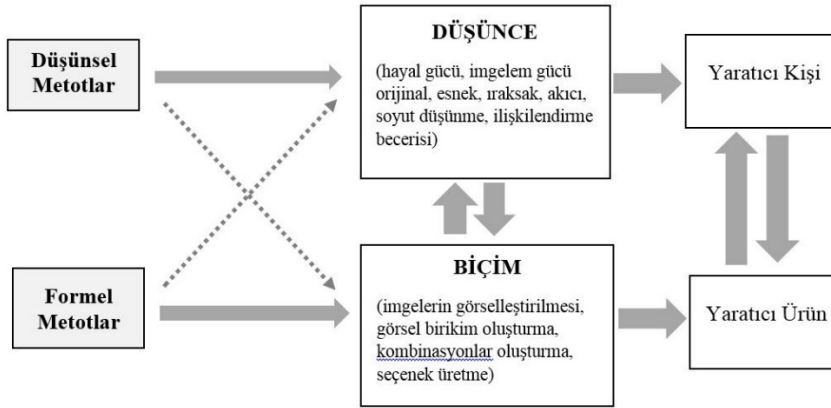 Düşünsel
Metotlar
DÜŞÜNCE
(hayal gücü, imgelem gücü
orijinal, esnek, ıraksak, akıcı,
soyut düşünme, ilişkilendirme
becerisi)
Yaratıcı Kişi
Formel
Metotlar
BİÇİM
(imgelerin görselleştirilmesi,
görsel birikim oluşturma,
kombinasyonlar oluşturma,
seçenek üretme)
Yaratıcı Ürün